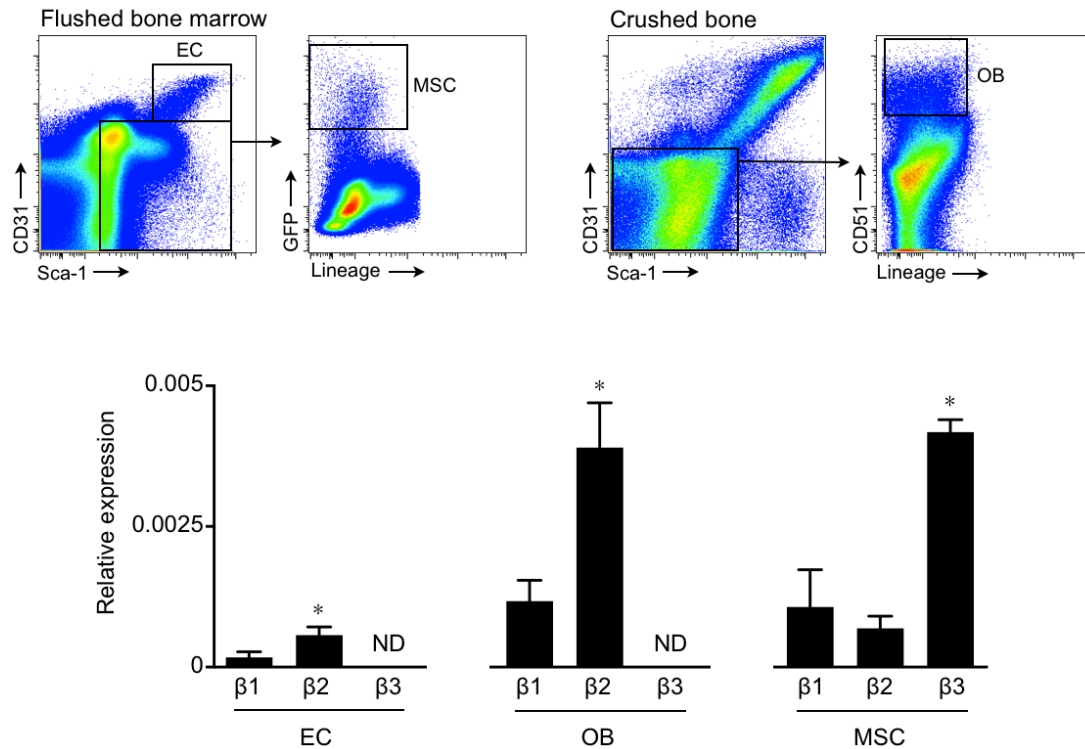 Flushed bone marrow
EC
MSC
CD31
Sca-1
GFP
Lineage
Crushed bone
OB
CD31
Sca-1
CD51
Lineage
Relative expression
0.005
0.0025
0
*
ND
*
ND
*
β1 β2 β3
β1 β2 β3
β1 β2 β3
EC
OB
MSC